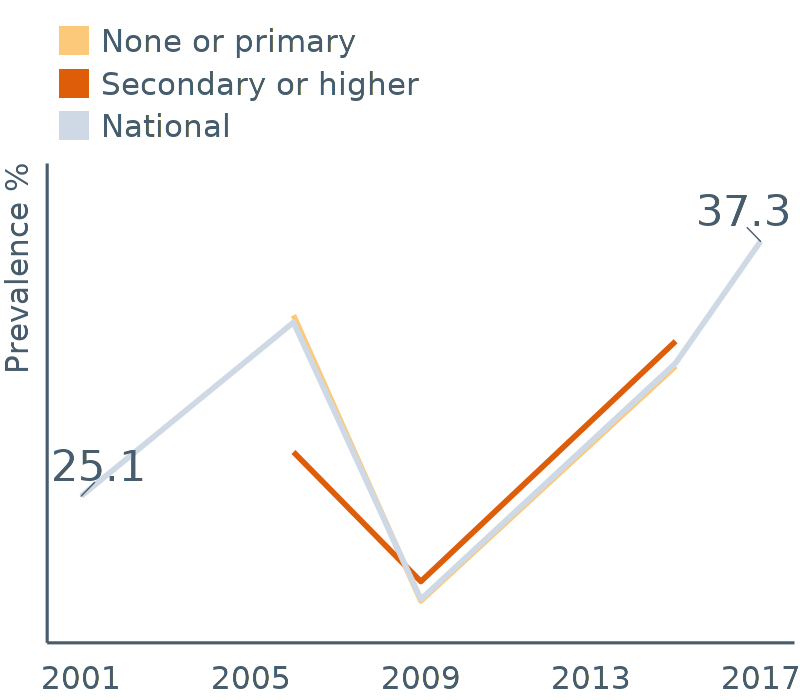 None or primary
Secondary or higher
National
Prevalence %
37.3
25.1
2001 2005 2009 2013 2017